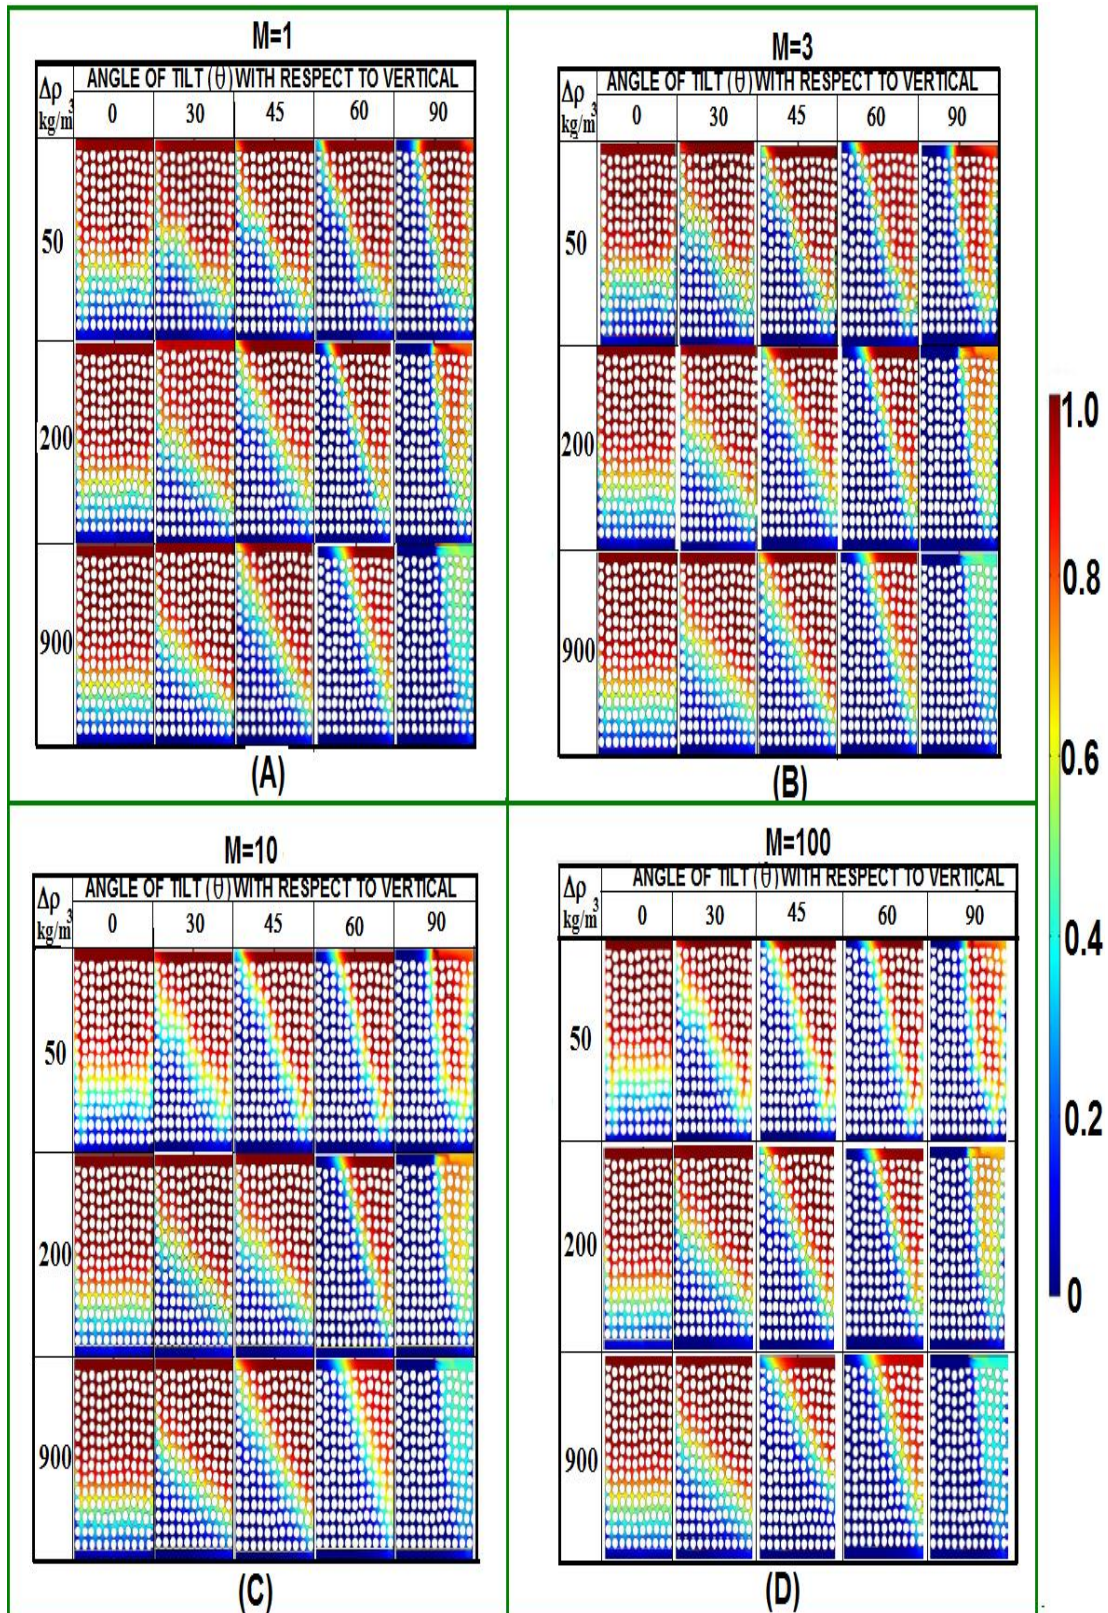 M=1
Δρ kg/m³ ANGLE OF TILT (θ) WITH RESPECT TO VERTICAL
0 30 45 60 90
50
200
900
(A)
M=3
Δρ kg/m³ ANGLE OF TILT (θ) WITH RESPECT TO VERTICAL
0 30 45 60 90
50
200
900
(B)
M=10
Δρ kg/m³ ANGLE OF TILT (θ) WITH RESPECT TO VERTICAL
0 30 45 60 90
50
200
900
(C)
M=100
Δρ kg/m³ ANGLE OF TILT (θ) WITH RESPECT TO VERTICAL
0 30 45 60 90
50
200
900
(D)
1.0
0.8
0.6
0.4
0.2
0